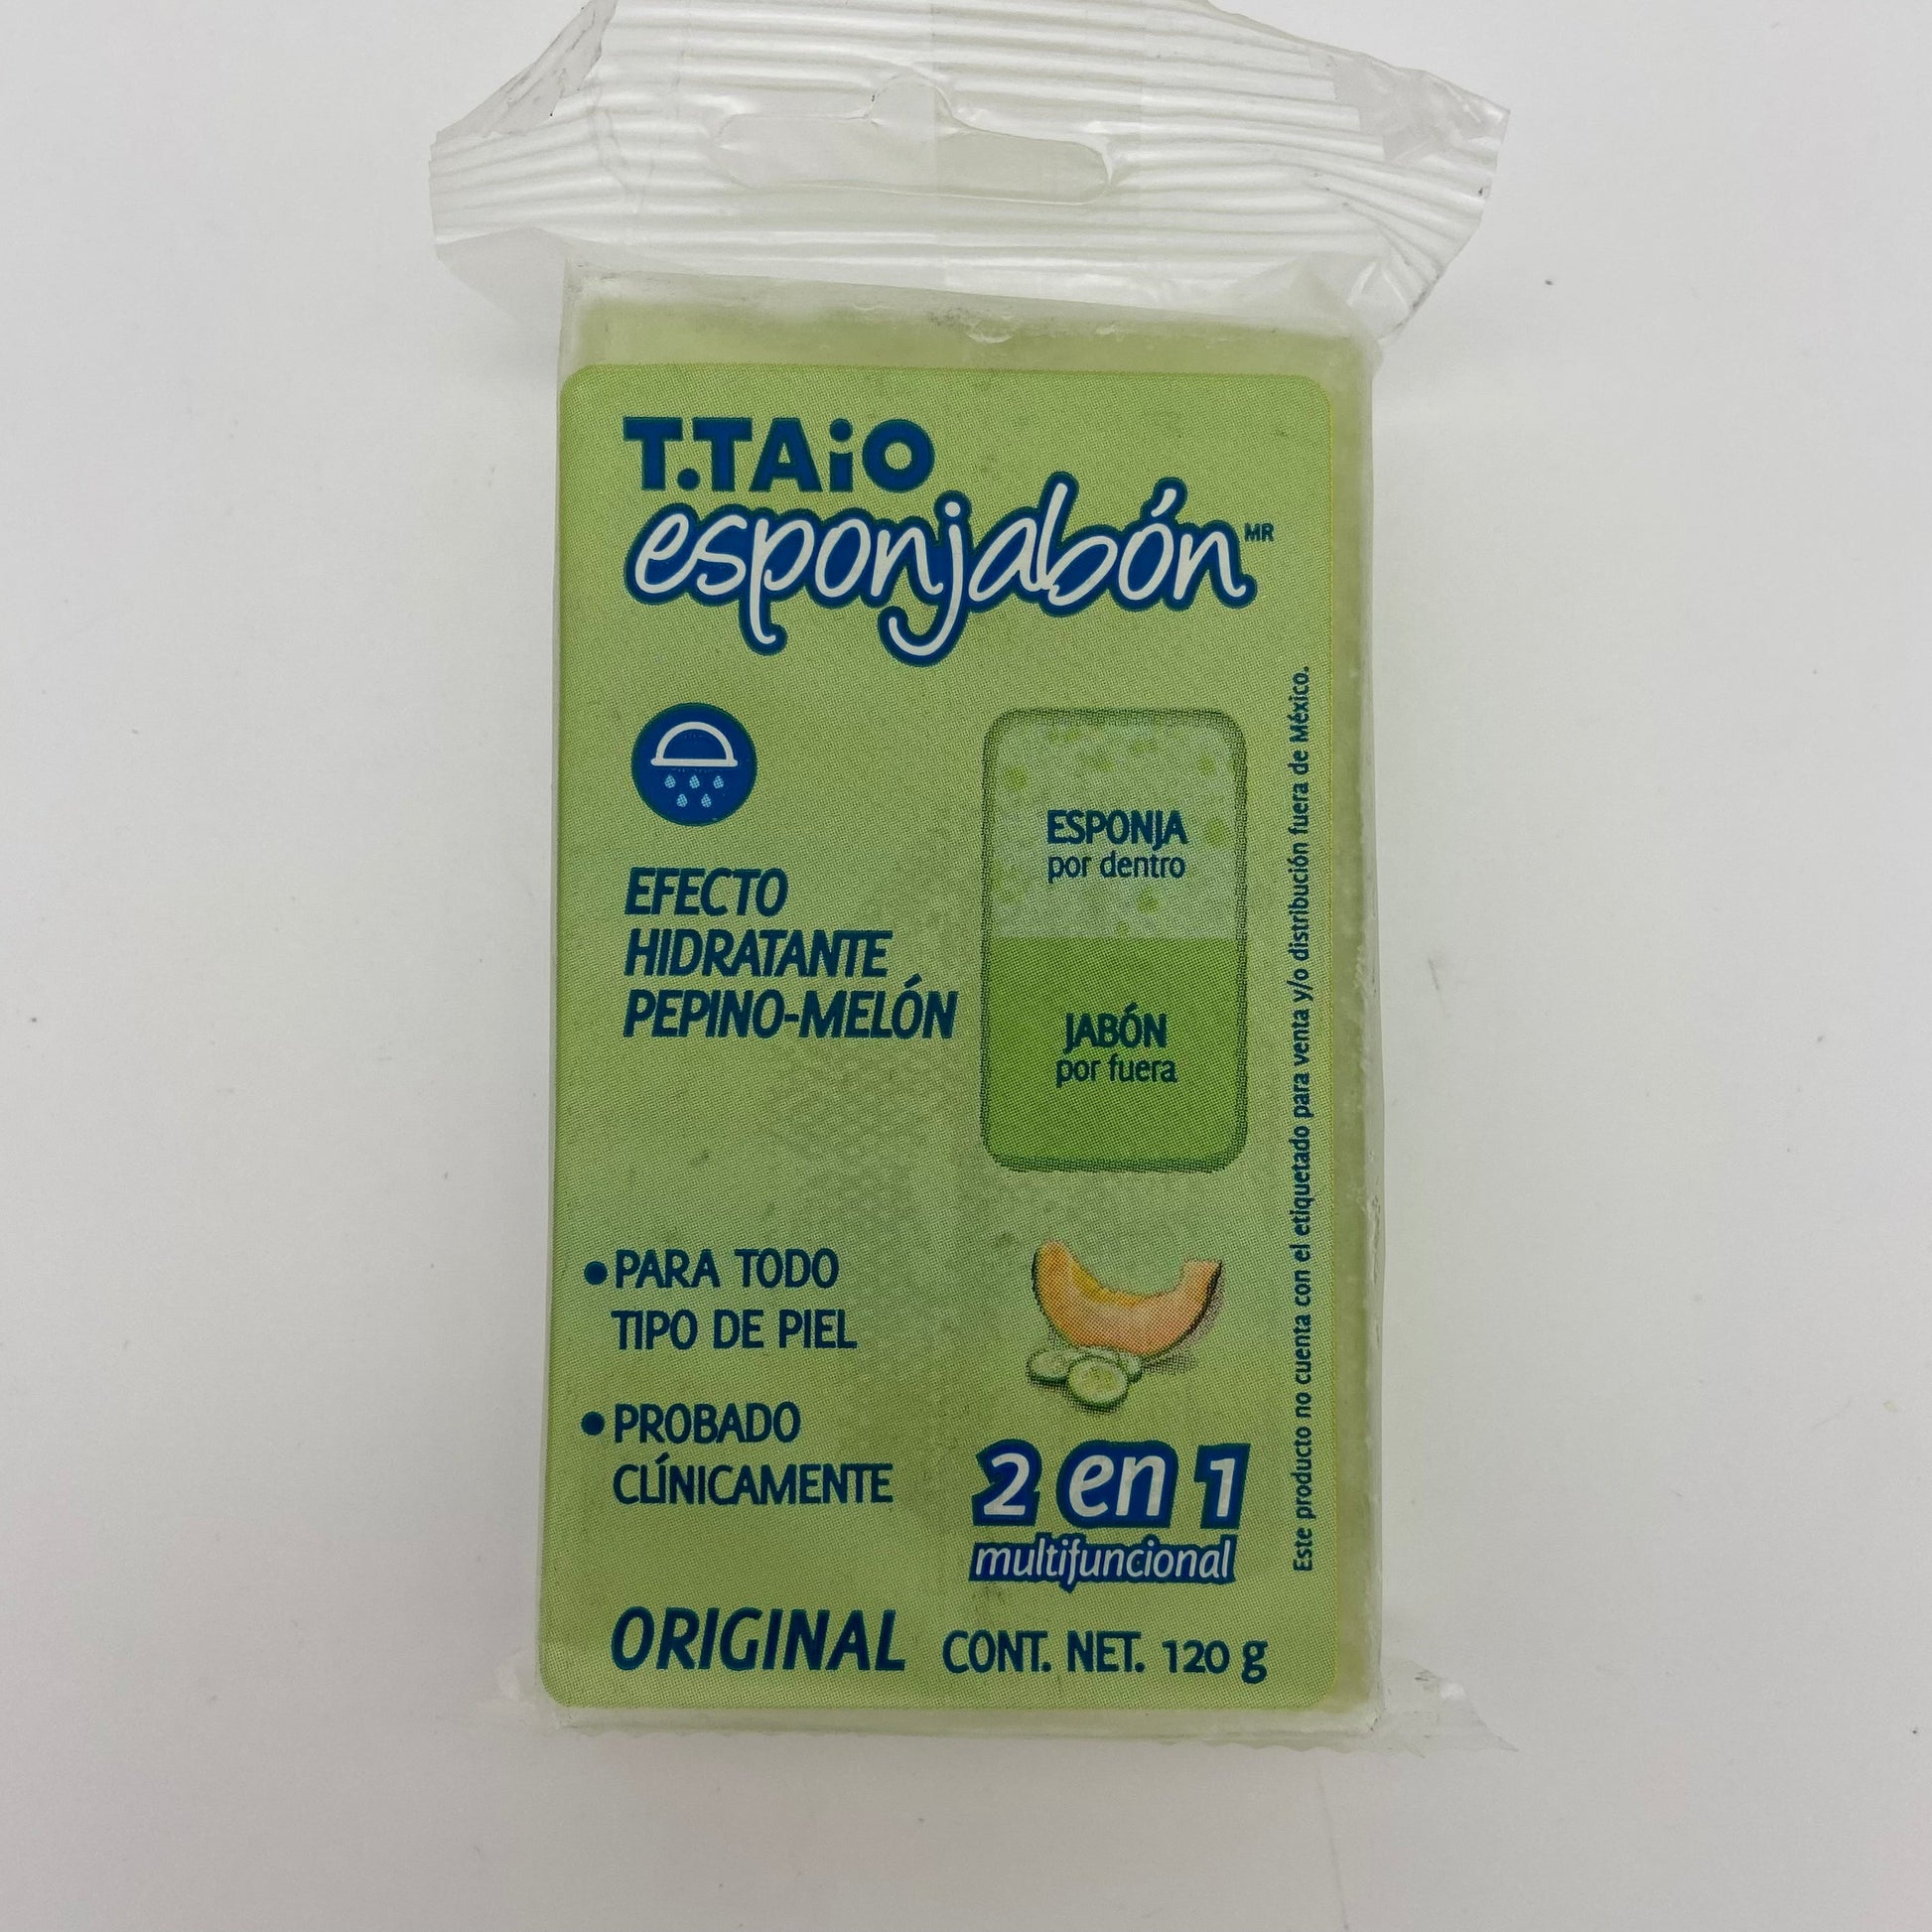 T.TAiO
esponjabón MR
EFECTO
HIDRATANTE
PEPINO-MELÓN
ESPONJA
por dentro
JABÓN
por fuera
• PARA TODO
TIPO DE PIEL
• PROBADO
CLÍNICAMENTE
2 en 1
multifuncional
ORIGINAL CONT. NET. 120 g
Este producto no cuenta con el etiquetado para venta y/o distribución fuera de México.